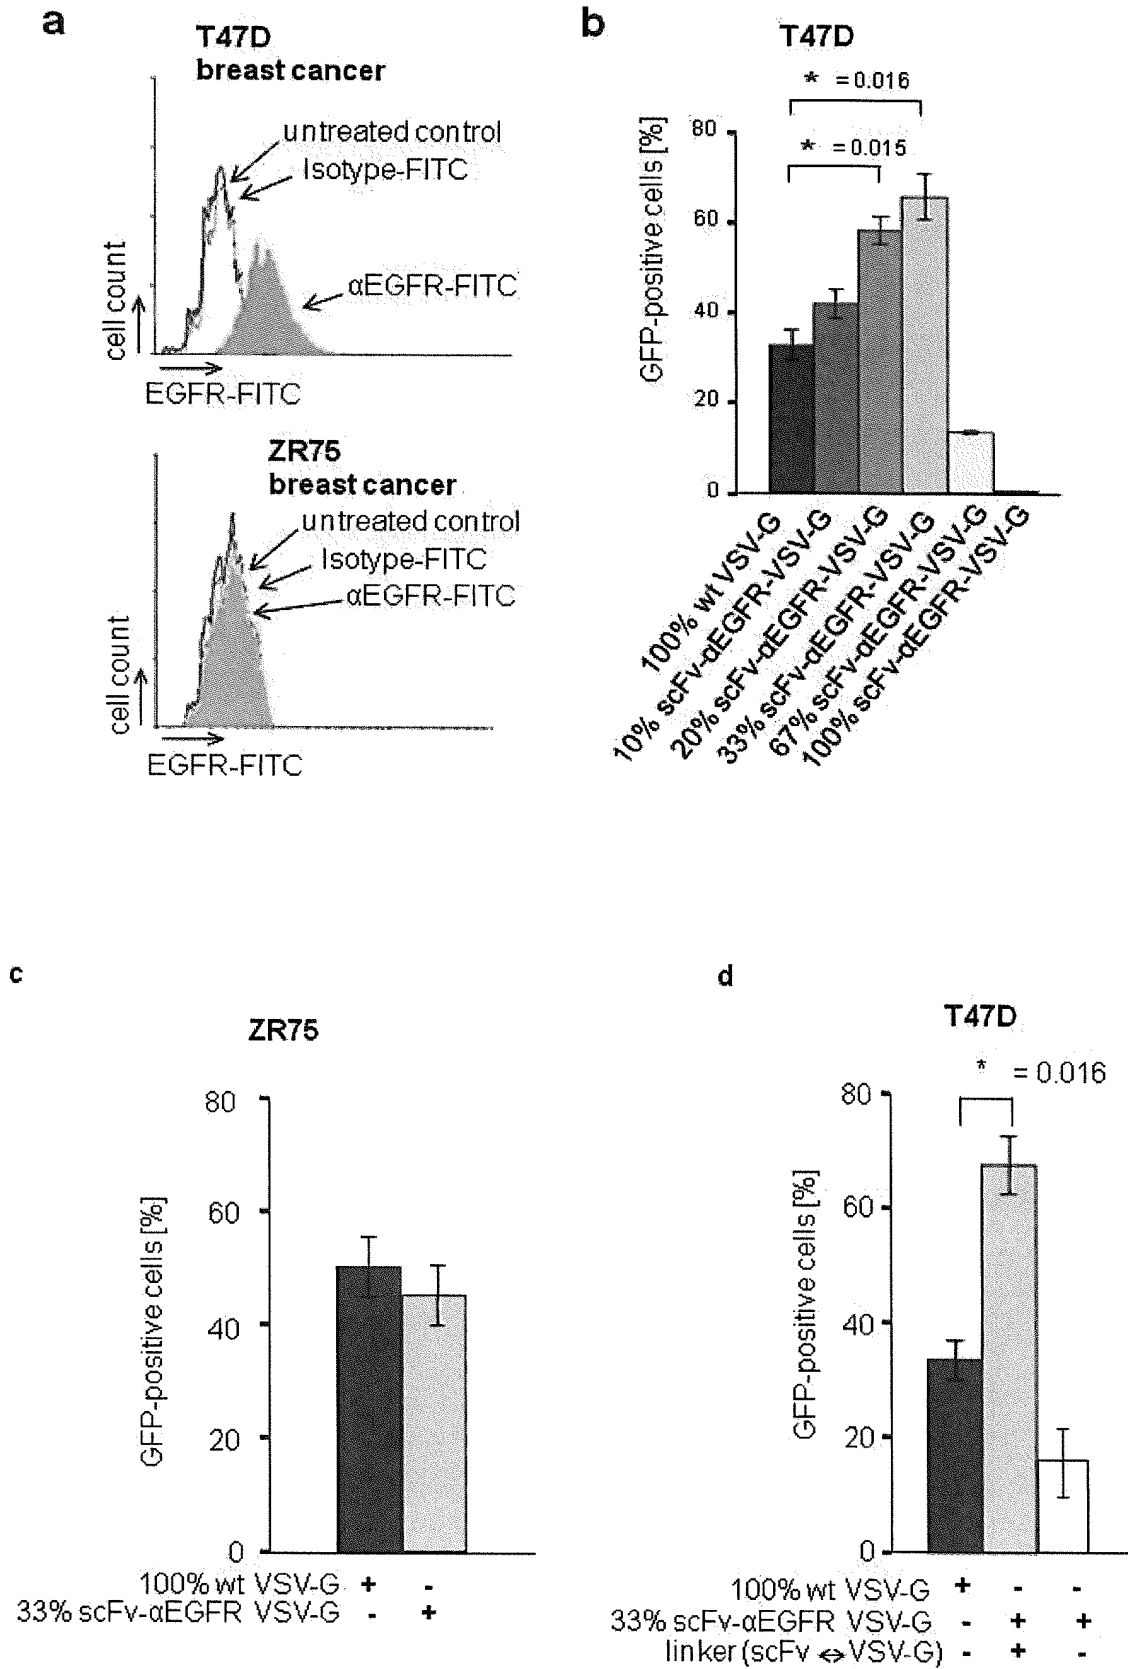 a
T47D
breast cancer
untreated control
Isotype-FITC
αEGFR-FITC
cell count
EGFR-FITC
ZR75
breast cancer
untreated control
Isotype-FITC
αEGFR-FITC
cell count
EGFR-FITC
b
T47D
* = 0.016
* = 0.015
GFP-positive cells [%]
80
60
40
20
0
100% wt VSV-G
10% scFv-αEGFR-VSV-G
20% scFv-αEGFR-VSV-G
33% scFv-αEGFR-VSV-G
67% scFv-αEGFR-VSV-G
100% scFv-αEGFR-VSV-G
c
ZR75
GFP-positive cells [%]
80
60
40
20
0
100% wt VSV-G + -
33% scFv-αEGFR VSV-G - +
d
T47D
* = 0.016
GFP-positive cells [%]
80
60
40
20
0
100% wt VSV-G + - -
33% scFv-αEGFR VSV-G - + +
linker (scFv ↔ VSV-G) - + -